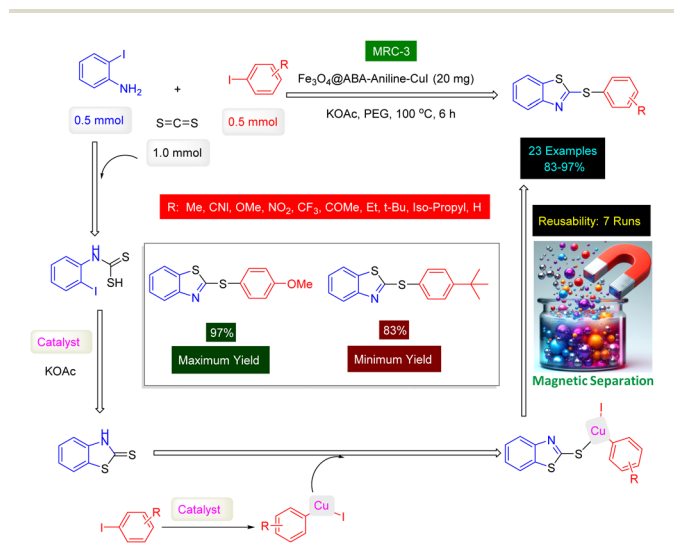 MRC-3
I
NH₂
+
I
R
Fe₃O₄@ABA-Aniline-CuI (20 mg)
KOAc, PEG, 100 ºC, 6 h
S
N
S
R
0.5 mmol
S=C=S
0.5 mmol
1.0 mmol
23 Examples
83-97%
R: Me, CNI, OMe, NO₂, CF₃, COMe, Et, t-Bu, Iso-Propyl, H
Reusability: 7 Runs
H
N
S
SH
I
S
N
S
OMe
S
N
S
97%
83%
Maximum Yield
Minimum Yield
Catalyst
KOAc
Magnetic Separation
H
N
S
S
N
S
S
I
Cu
R
I
R
Catalyst
R
Cu
I